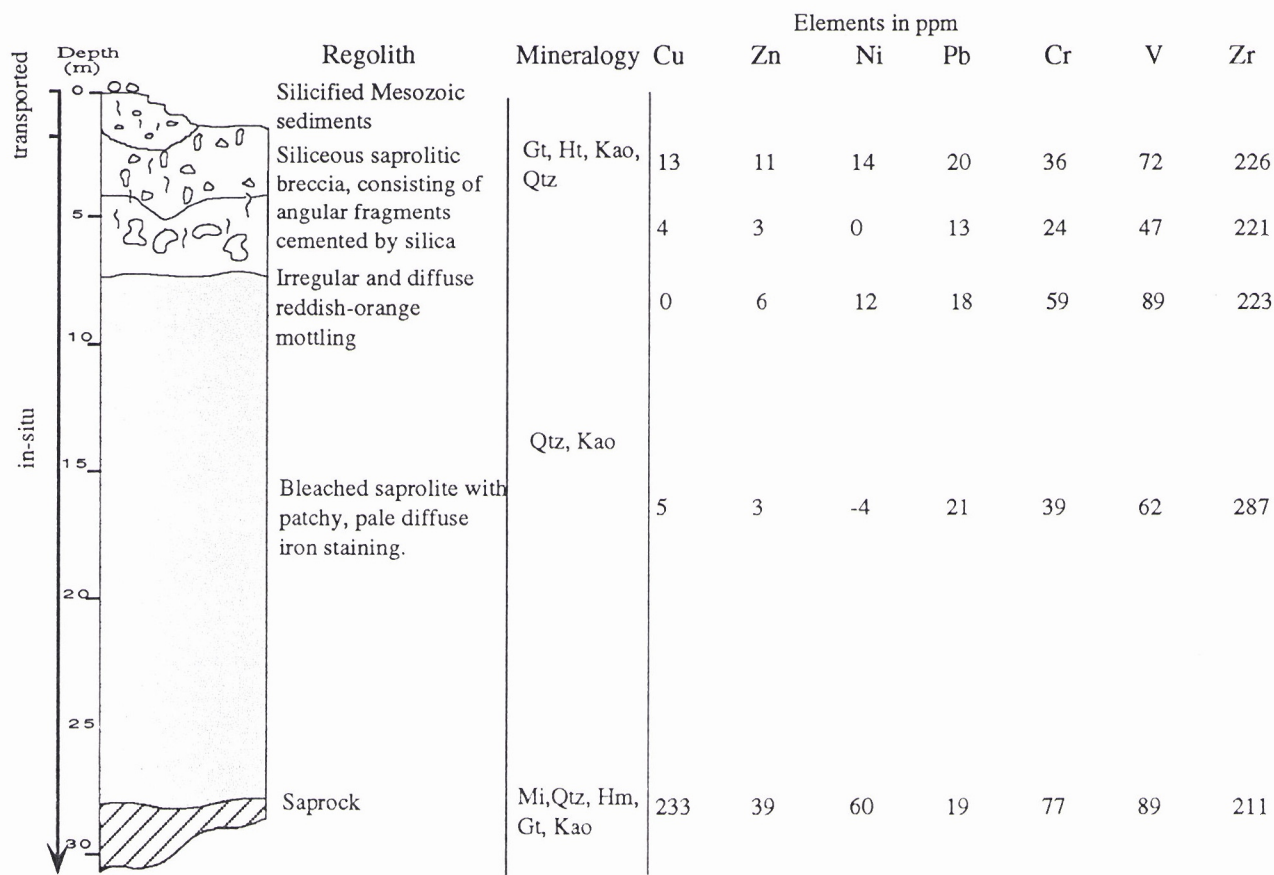 Elements in ppm
Depth
(m)
Regolith
Mineralogy
Cu
Zn
Ni
Pb
Cr
V
Zr
transported
in-situ
0
5
10
15
20
25
30
Silicified Mesozoic
sediments
Siliceous saprolitic
breccia, consisting of
angular fragments
cemented by silica
Irregular and diffuse
reddish-orange
mottling
Bleached saprolite with
patchy, pale diffuse
iron staining.
Saprock
Gt, Ht, Kao,
Qtz
Qtz, Kao
Mi,Qtz, Hm,
Gt, Kao
13 11 14 20 36 72 226
4 3 0 13 24 47 221
0 6 12 18 59 89 223
5 3 -4 21 39 62 287
233 39 60 19 77 89 211